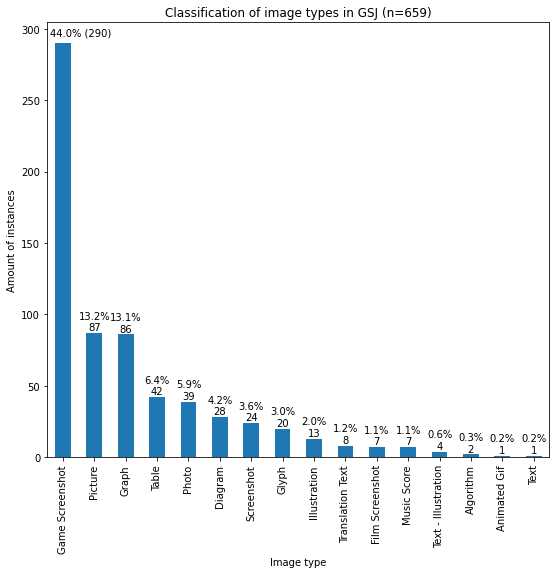 Classification of image types in GSJ (n=659)
Amount of instances
300
250
200
150
100
50
0
44.0% (290)
13.2%
87
13.1%
86
6.4%
42
5.9%
39
4.2%
28
3.6%
24
3.0%
20
2.0%
13
1.2%
8
1.1%
7
1.1%
7
0.6%
4
0.3%
2
0.2%
1
0.2%
1
Game Screenshot
Picture
Graph
Table
Photo
Diagram
Screenshot
Glyph
Illustration
Translation Text
Film Screenshot
Music Score
Text - Illustration
Algorithm
Animated Gif
Text
Image type